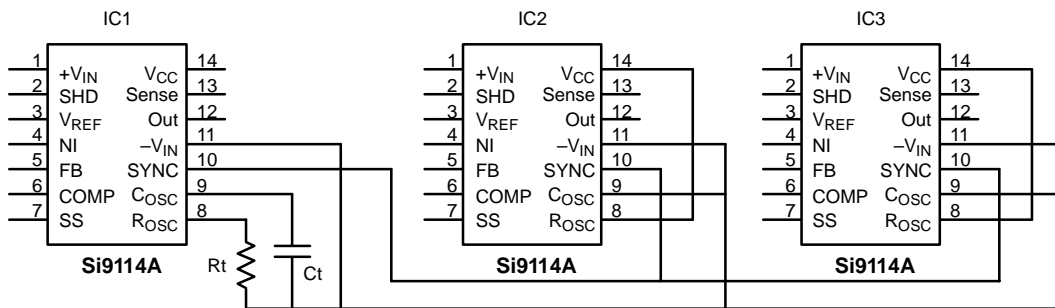 IC1 IC2 IC3
1 +VIN VCC 14 1 +VIN VCC 14 1 +VIN VCC 14
2 SHD Sense 13 2 SHD Sense 13 2 SHD Sense 13
3 VREF Out 12 3 VREF Out 12 3 VREF Out 12
4 NI –VIN 11 4 NI –VIN 11 4 NI –VIN 11
5 FB SYNC 10 5 FB SYNC 10 5 FB SYNC 10
6 COMP COSC 9 6 COMP COSC 9 6 COMP COSC 9
7 SS ROSC 8 7 SS ROSC 8 7 SS ROSC 8
Si9114A Si9114A Si9114A
Rt Ct